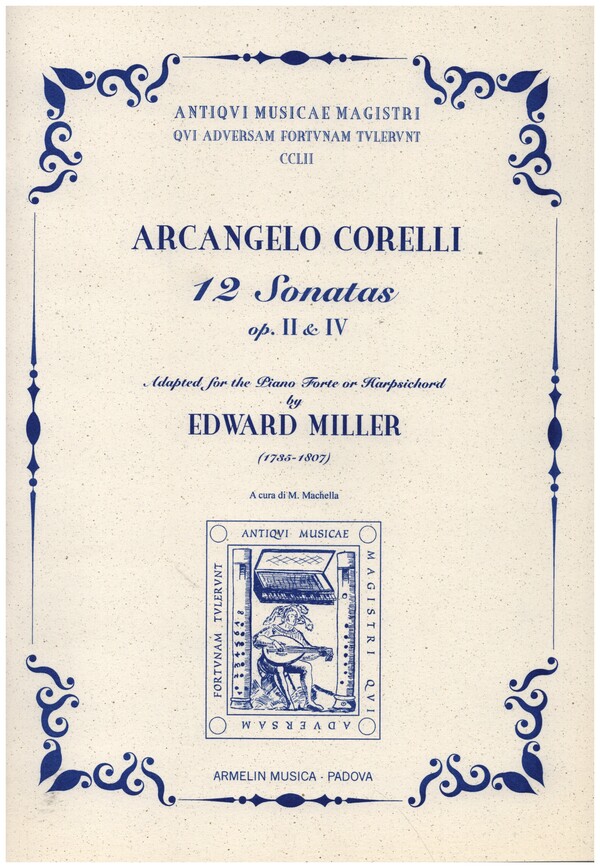 ANTIQVI MUSICAE MAGISTRI
QVI ADVERSAM FORTVNAM TVLERVNT
CCLII
ARCANGELO CORELLI
12 Sonatas
op. II & IV
Adapted for the Piano Forte or Harpsichord
by
EDWARD MILLER
(1735-1807)
A cura di M. Machella
ANTIQVI MUSICAE
MAGISTRI QVI
ADVERSAM
FORTVNAM TVLERVNT
ARMELIN MUSICA · PADOVA